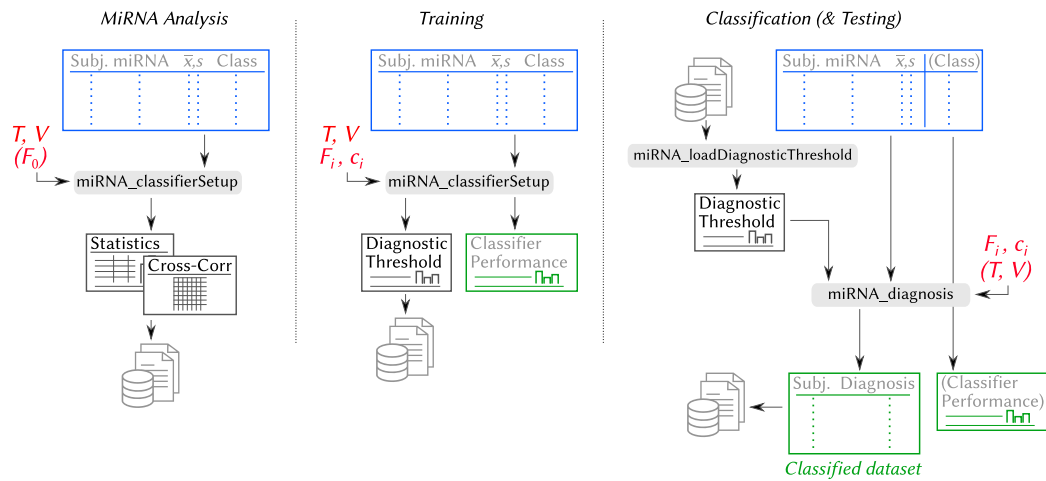 MiRNA Analysis
Subj. miRNA x̅,s Class
T, V
(F₀)
miRNA_classifierSetup
Statistics
Cross-Corr
Training
Subj. miRNA x̅,s Class
T, V
Fᵢ , cᵢ
miRNA_classifierSetup
Diagnostic
Threshold
Classifier
Performance
Classification (& Testing)
Subj. miRNA x̅,s (Class)
miRNA_loadDiagnosticThreshold
Diagnostic
Threshold
Fᵢ , cᵢ
(T, V)
miRNA_diagnosis
Subj. Diagnosis
(Classifier
Performance)
Classified dataset